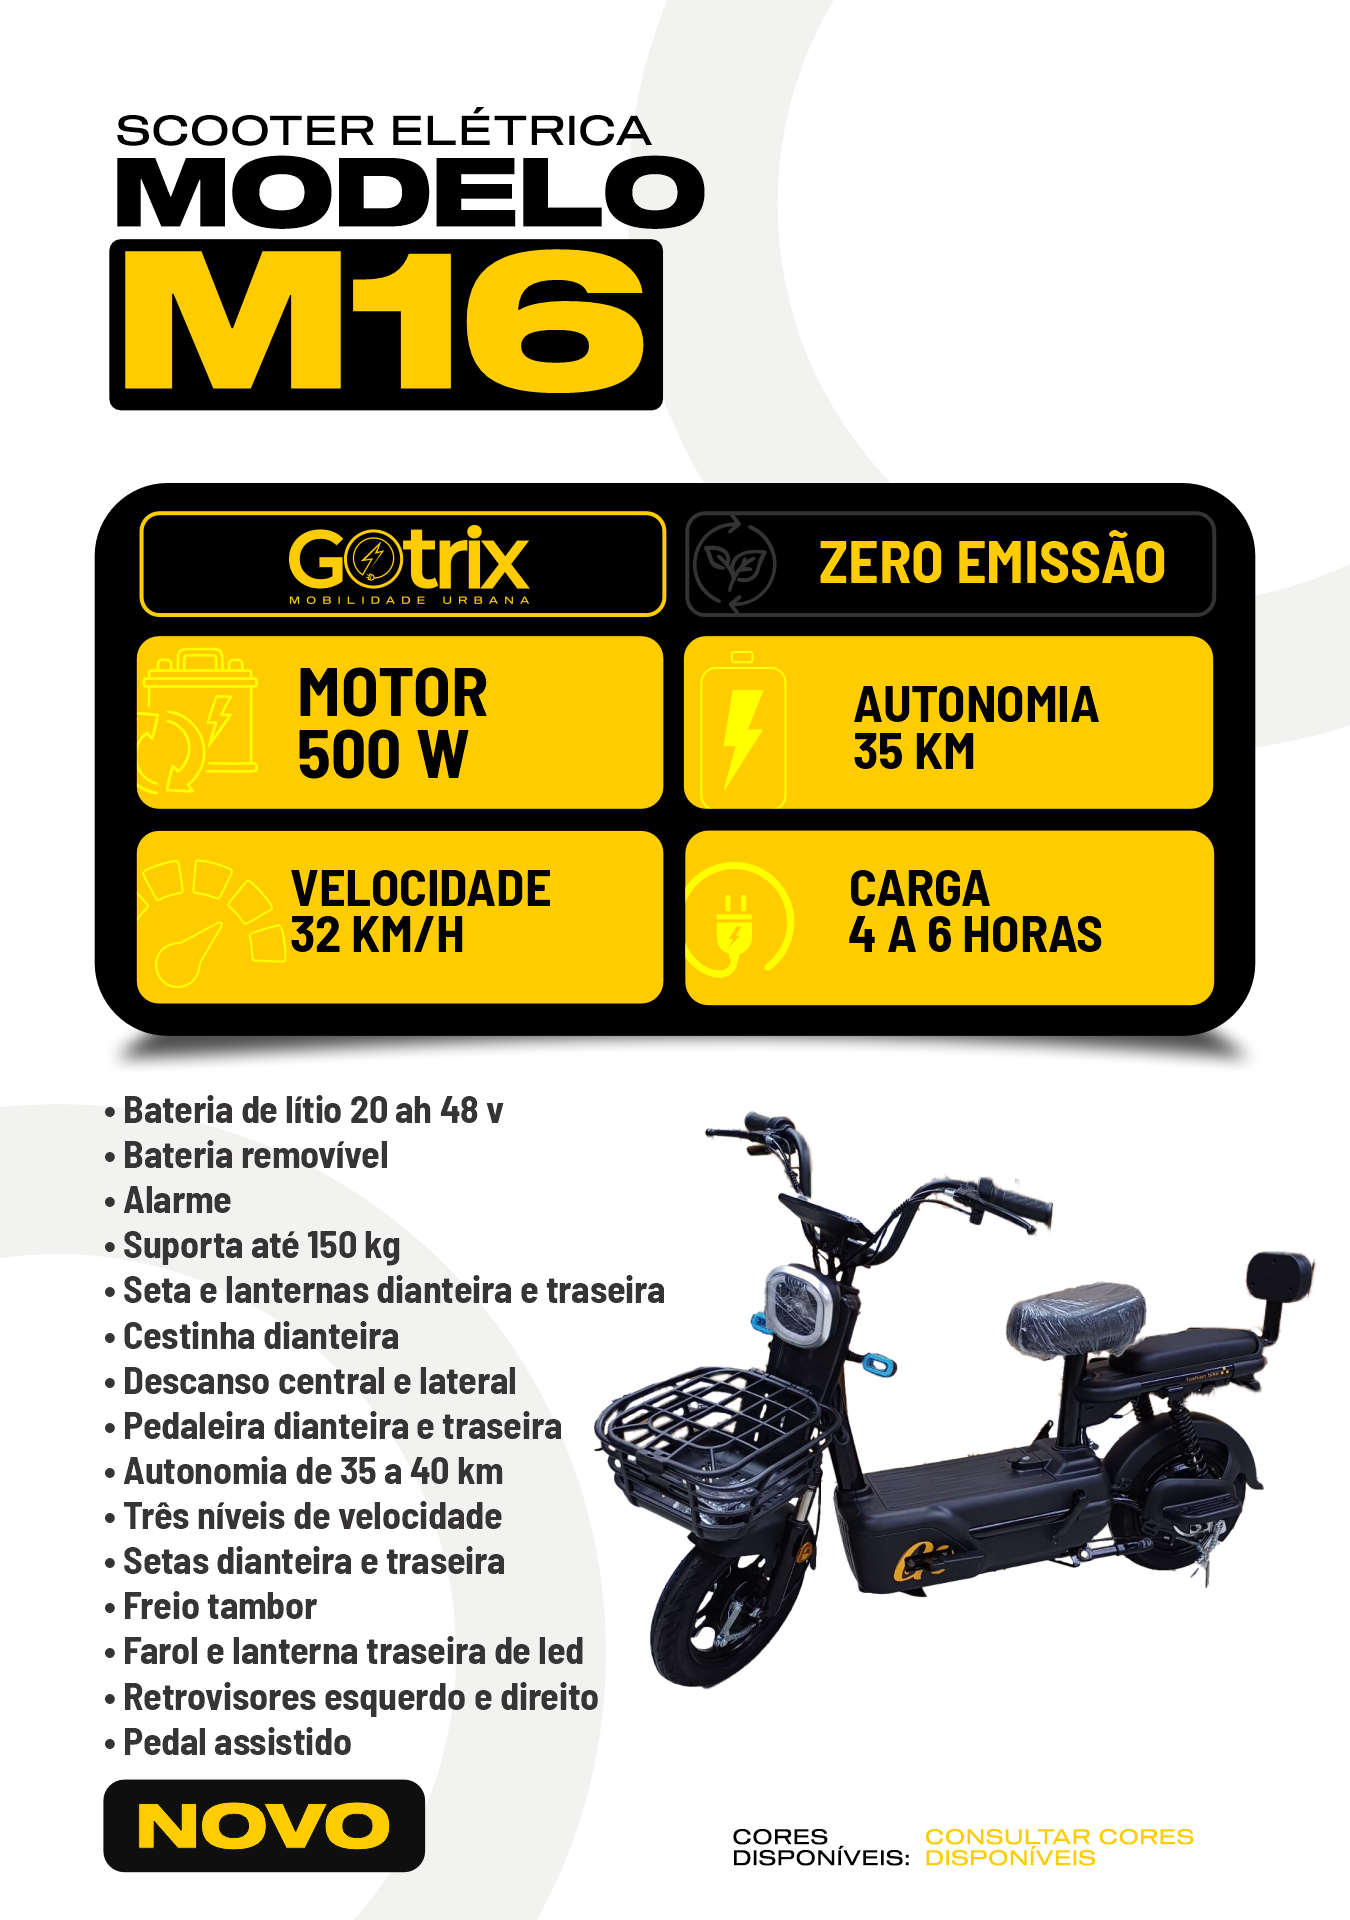 SCOOTER ELÉTRICA
MODELO
M16
Gotrix
MOBILIDADE URBANA
ZERO EMISSÃO
MOTOR
500 W
AUTONOMIA
35 KM
VELOCIDADE
32 KM/H
CARGA
4 A 6 HORAS
• Bateria de lítio 20 ah 48 v
• Bateria removível
• Alarme
• Suporta até 150 kg
• Seta e lanternas dianteira e traseira
• Cestinha dianteira
• Descanso central e lateral
• Pedaleira dianteira e traseira
• Autonomia de 35 a 40 km
• Três níveis de velocidade
• Setas dianteira e traseira
• Freio tambor
• Farol e lanterna traseira de led
• Retrovisores esquerdo e direito
• Pedal assistido
NOVO
CORES
DISPONÍVEIS:
CONSULTAR CORES
DISPONÍVEIS